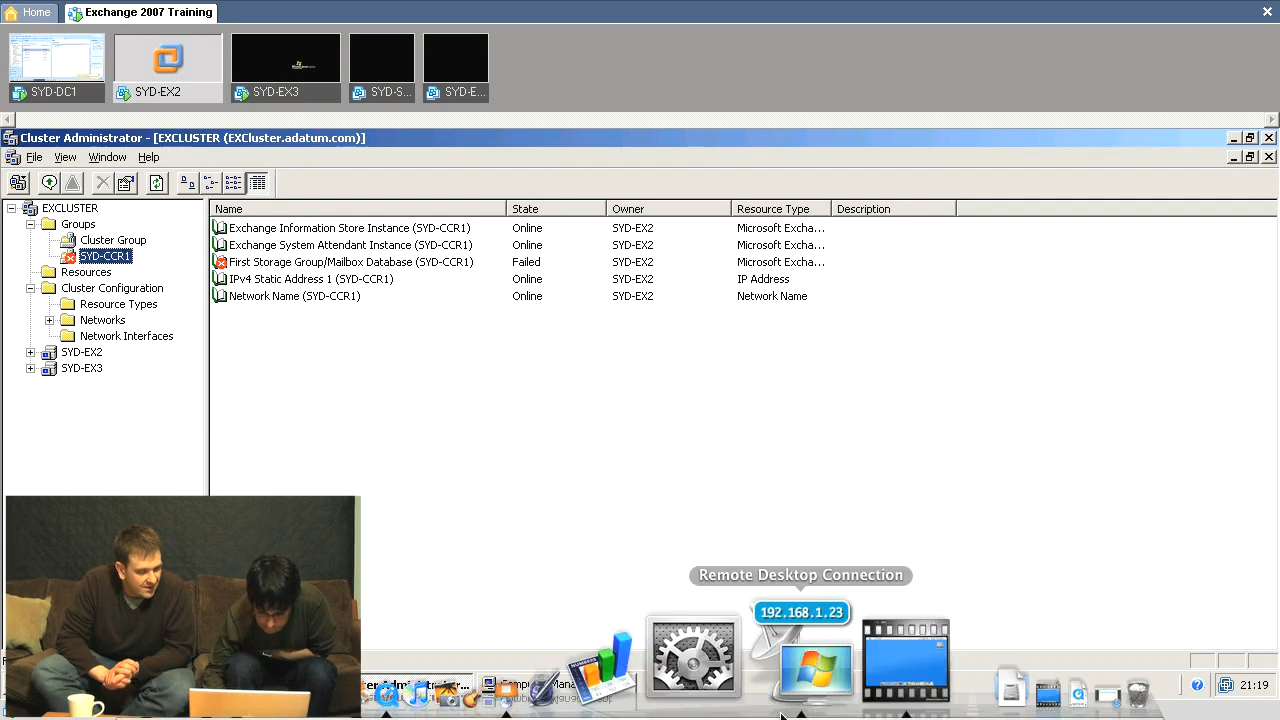 Home
Exchange 2007 Training
SYD-DC1
SYD-EX2
SYD-EX3
SYD-S...
SYD-E...
Cluster Administrator - [EXCLUSTER (EXCluster.adatum.com)]
File View Window Help
EXCLUSTER
Groups
Cluster Group
SYD-CCR1
Resources
Cluster Configuration
Resource Types
Networks
Network Interfaces
SYD-EX2
SYD-EX3
Name State Owner Resource Type Description
Exchange Information Store Instance (SYD-CCR1) Online SYD-EX2 Microsoft Excha...
Exchange System Attendant Instance (SYD-CCR1) Online SYD-EX2 Microsoft Excha...
First Storage Group/Mailbox Database (SYD-CCR1) Failed SYD-EX2 Microsoft Excha...
IPv4 Static Address 1 (SYD-CCR1) Online SYD-EX2 IP Address
Network Name (SYD-CCR1) Online SYD-EX2 Network Name
Remote Desktop Connection
192.168.1.23
NUMBERS
21:19